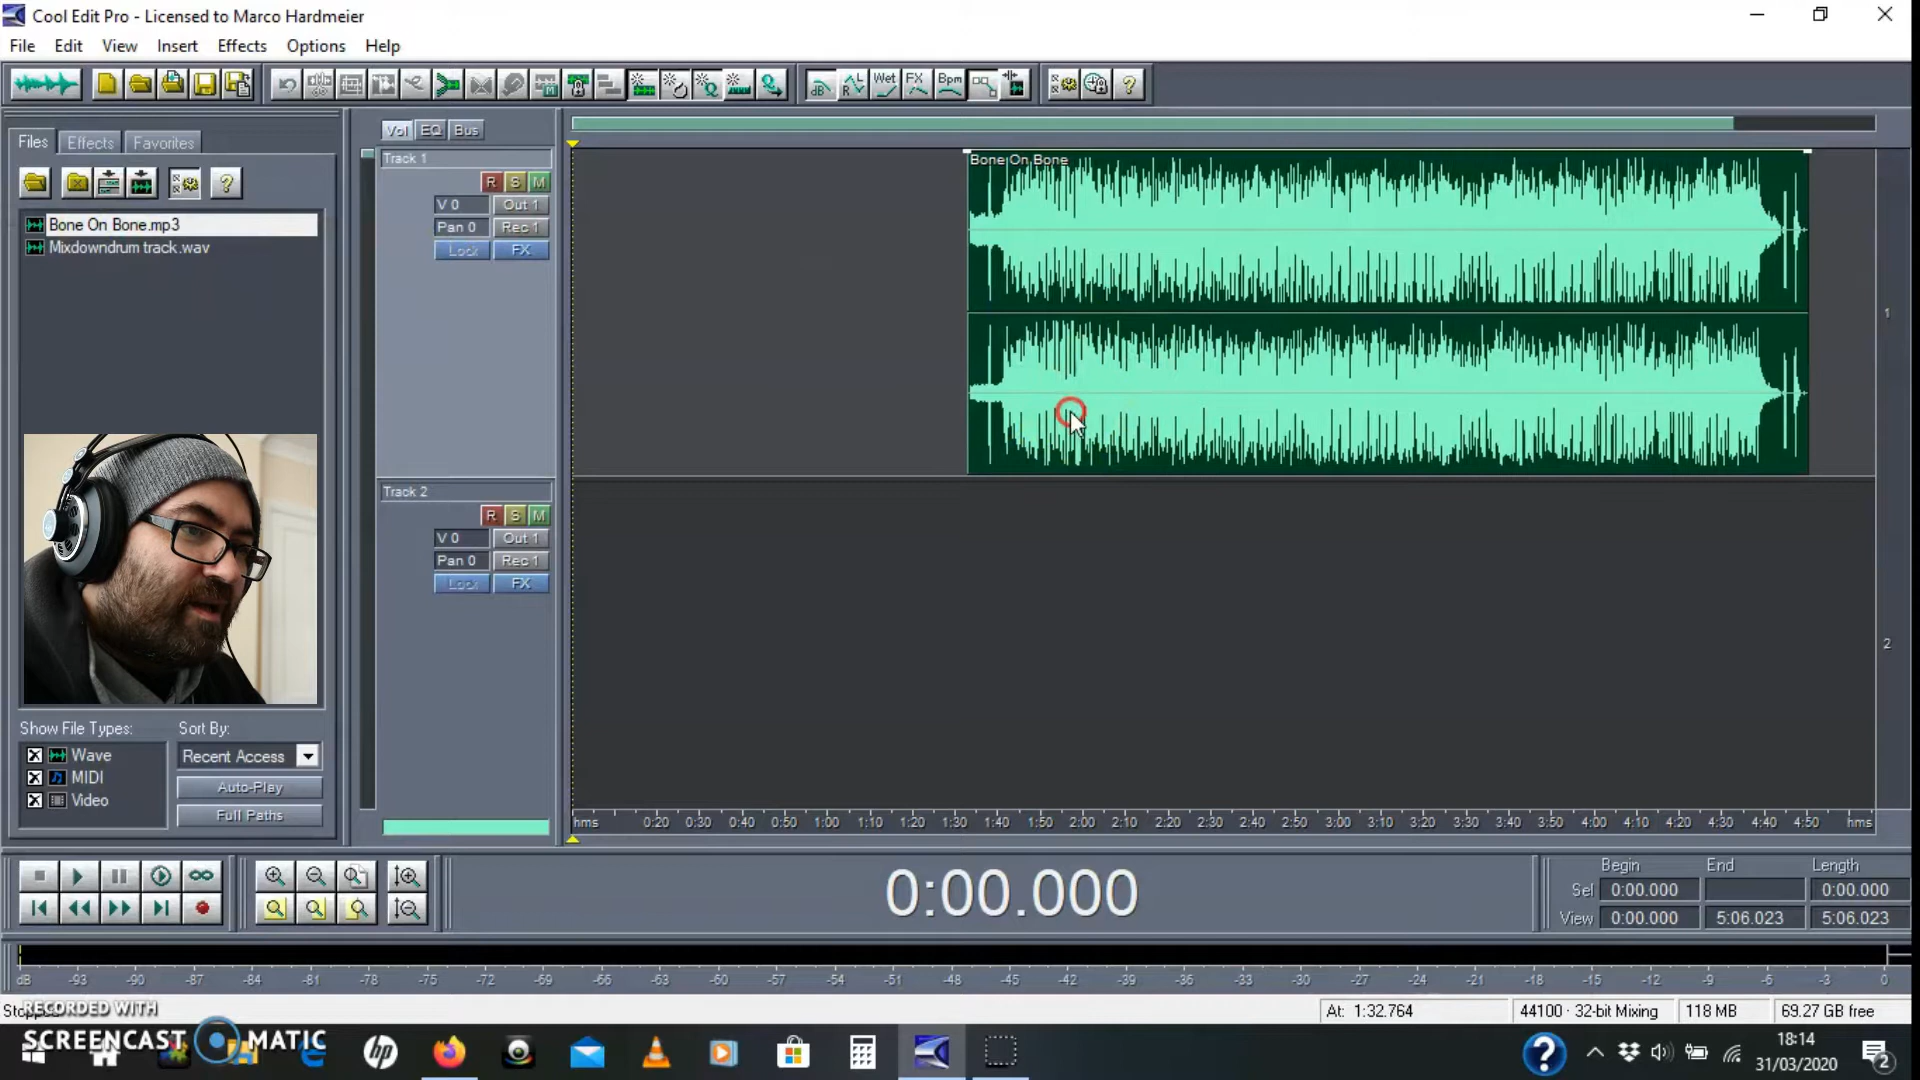 Cool Edit Pro - Licensed to Marco Hardmeier
File Edit View Insert Effects Options Help
dB L R Wet FX Bpm ?
Files Effects Favorites
?
Bone On Bone.mp3
Mixdowndrum track.wav
Show File Types: Sort By:
Wave Recent Access
MIDI Auto-Play
Video Full Paths
Vol EQ Bus
Track 1
R S M
V 0 Out 1
Pan 0 Rec 1
Lock FX
Track 2
R S M
V 0 Out 1
Pan 0 Rec 1
Lock FX
Bone On Bone
1
2
hms 0:20 0:30 0:40 0:50 1:00 1:10 1:20 1:30 1:40 1:50 2:00 2:10 2:20 2:30 2:40 2:50 3:00 3:10 3:20 3:30 3:40 3:50 4:00 4:10 4:20 4:30 4:40 4:50 hms
0:00.000
Begin End Length
Sel 0:00.000 0:00.000
View 0:00.000 5:06.023 5:06.023
dB -93 -90 -87 -84 -81 -78 -75 -72 -69 -66 -63 -60 -57 -54 -51 -48 -45 -42 -39 -36 -33 -30 -27 -24 -21 -18 -15 -12 -9 -6 -3 0
Stopped At: 1:32.764 44100 · 32-bit Mixing 118 MB 69.27 GB free
RECORDED WITH
SCREENCAST MATIC
hp
?
18:14
31/03/2020
2